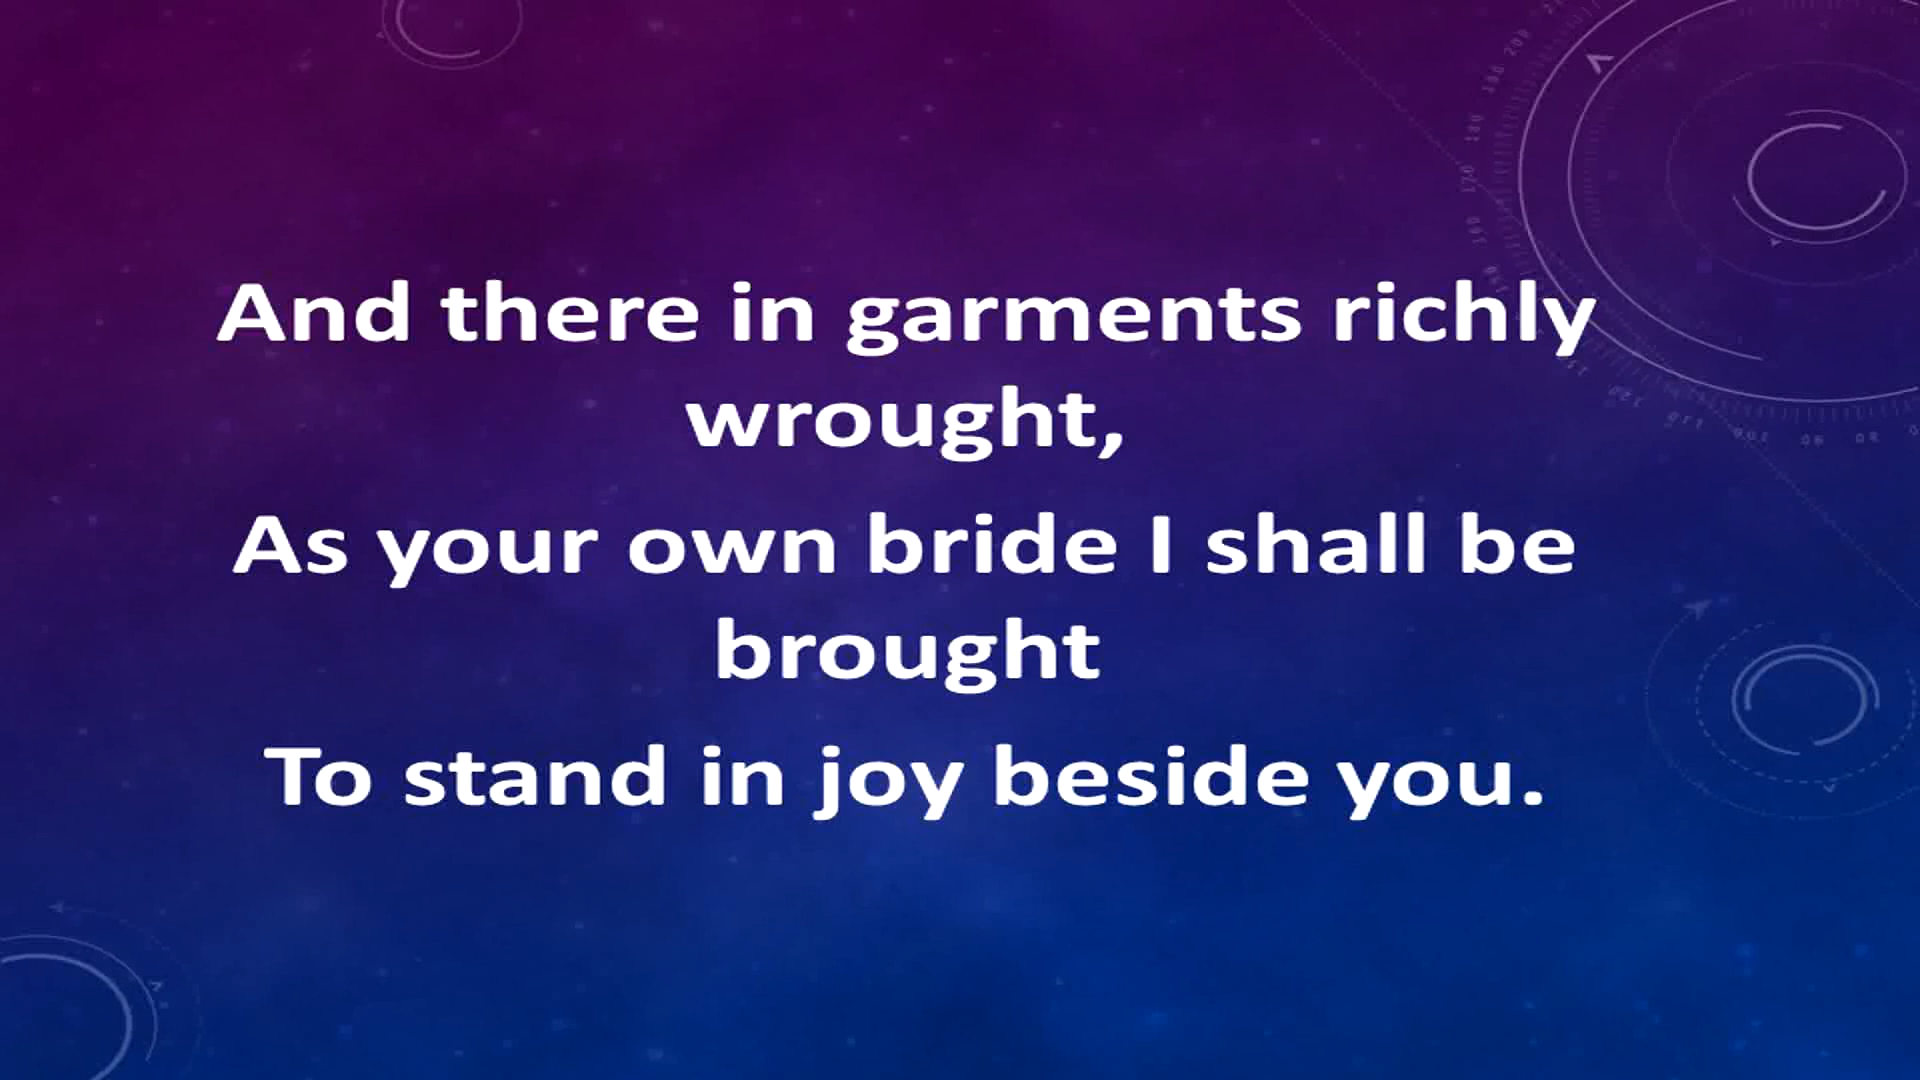 And there in garments richly
wrought,
As your own bride I shall be
brought
To stand in joy beside you.